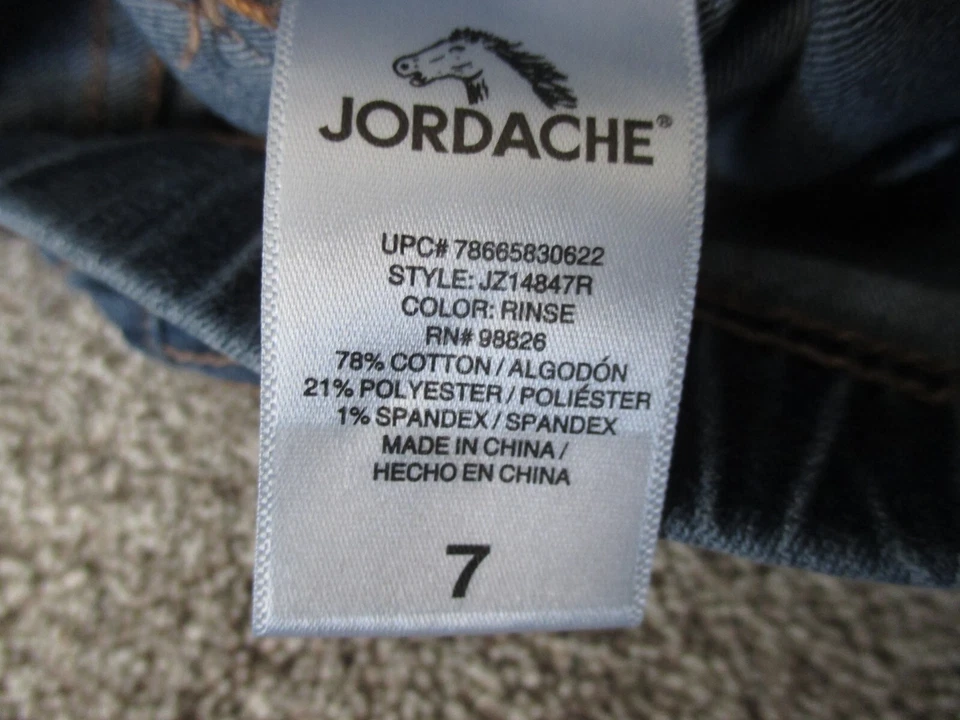 JORDACHE®
UPC# 78665830622
STYLE: JZ14847R
COLOR: RINSE
RN# 98826
78% COTTON / ALGODÓN
21% POLYESTER / POLIÉSTER
1% SPANDEX / SPANDEX
MADE IN CHINA /
HECHO EN CHINA
7